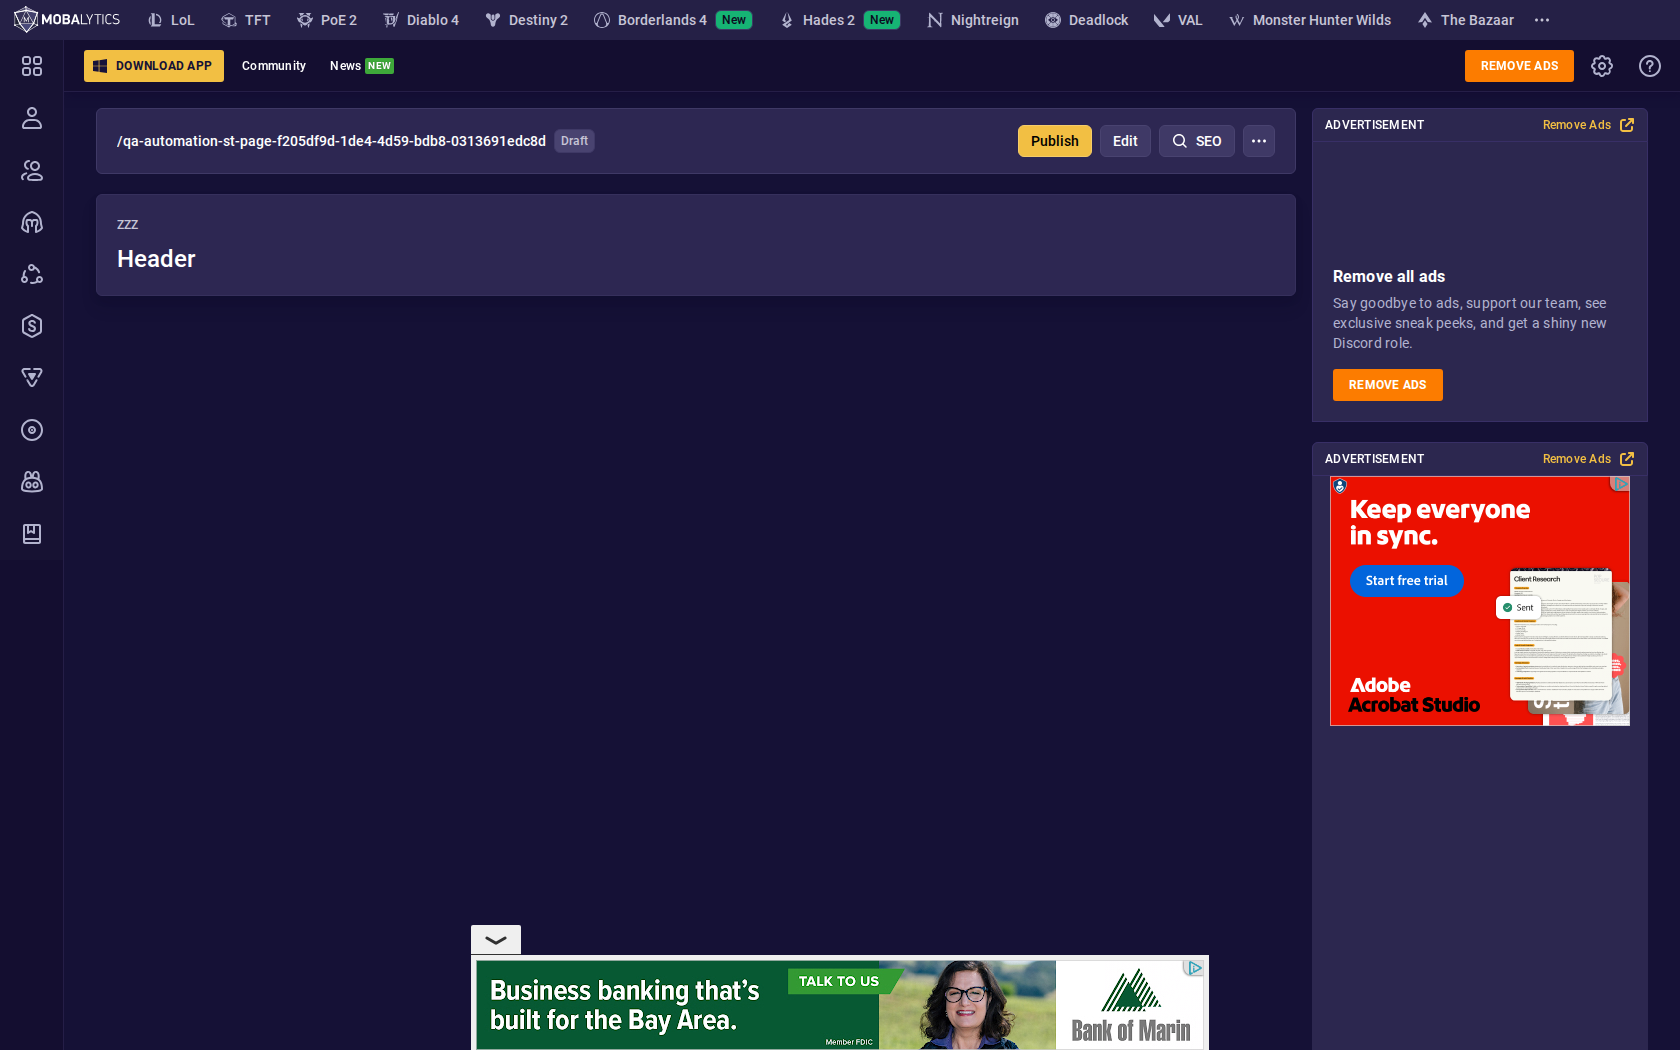 MOBALYTICS
LoL
TFT
PoE 2
Diablo 4
Destiny 2
Borderlands 4 New
Hades 2 New
Nightreign
Deadlock
VAL
Monster Hunter Wilds
The Bazaar
DOWNLOAD APP
Community
News NEW
REMOVE ADS
/qa-automation-st-page-f205df9d-1de4-4d59-bdb8-0313691edc8d Draft
Publish
Edit
SEO
zzz
Header
ADVERTISEMENT
Remove Ads
Remove all ads
Say goodbye to ads, support our team, see
exclusive sneak peeks, and get a shiny new
Discord role.
REMOVE ADS
ADVERTISEMENT
Remove Ads
Keep everyone
in sync.
Start free trial
Client Research
Sent
Adobe
Acrobat Studio
Business banking that's
built for the Bay Area.
TALK TO US
Member FDIC
Bank of Marin